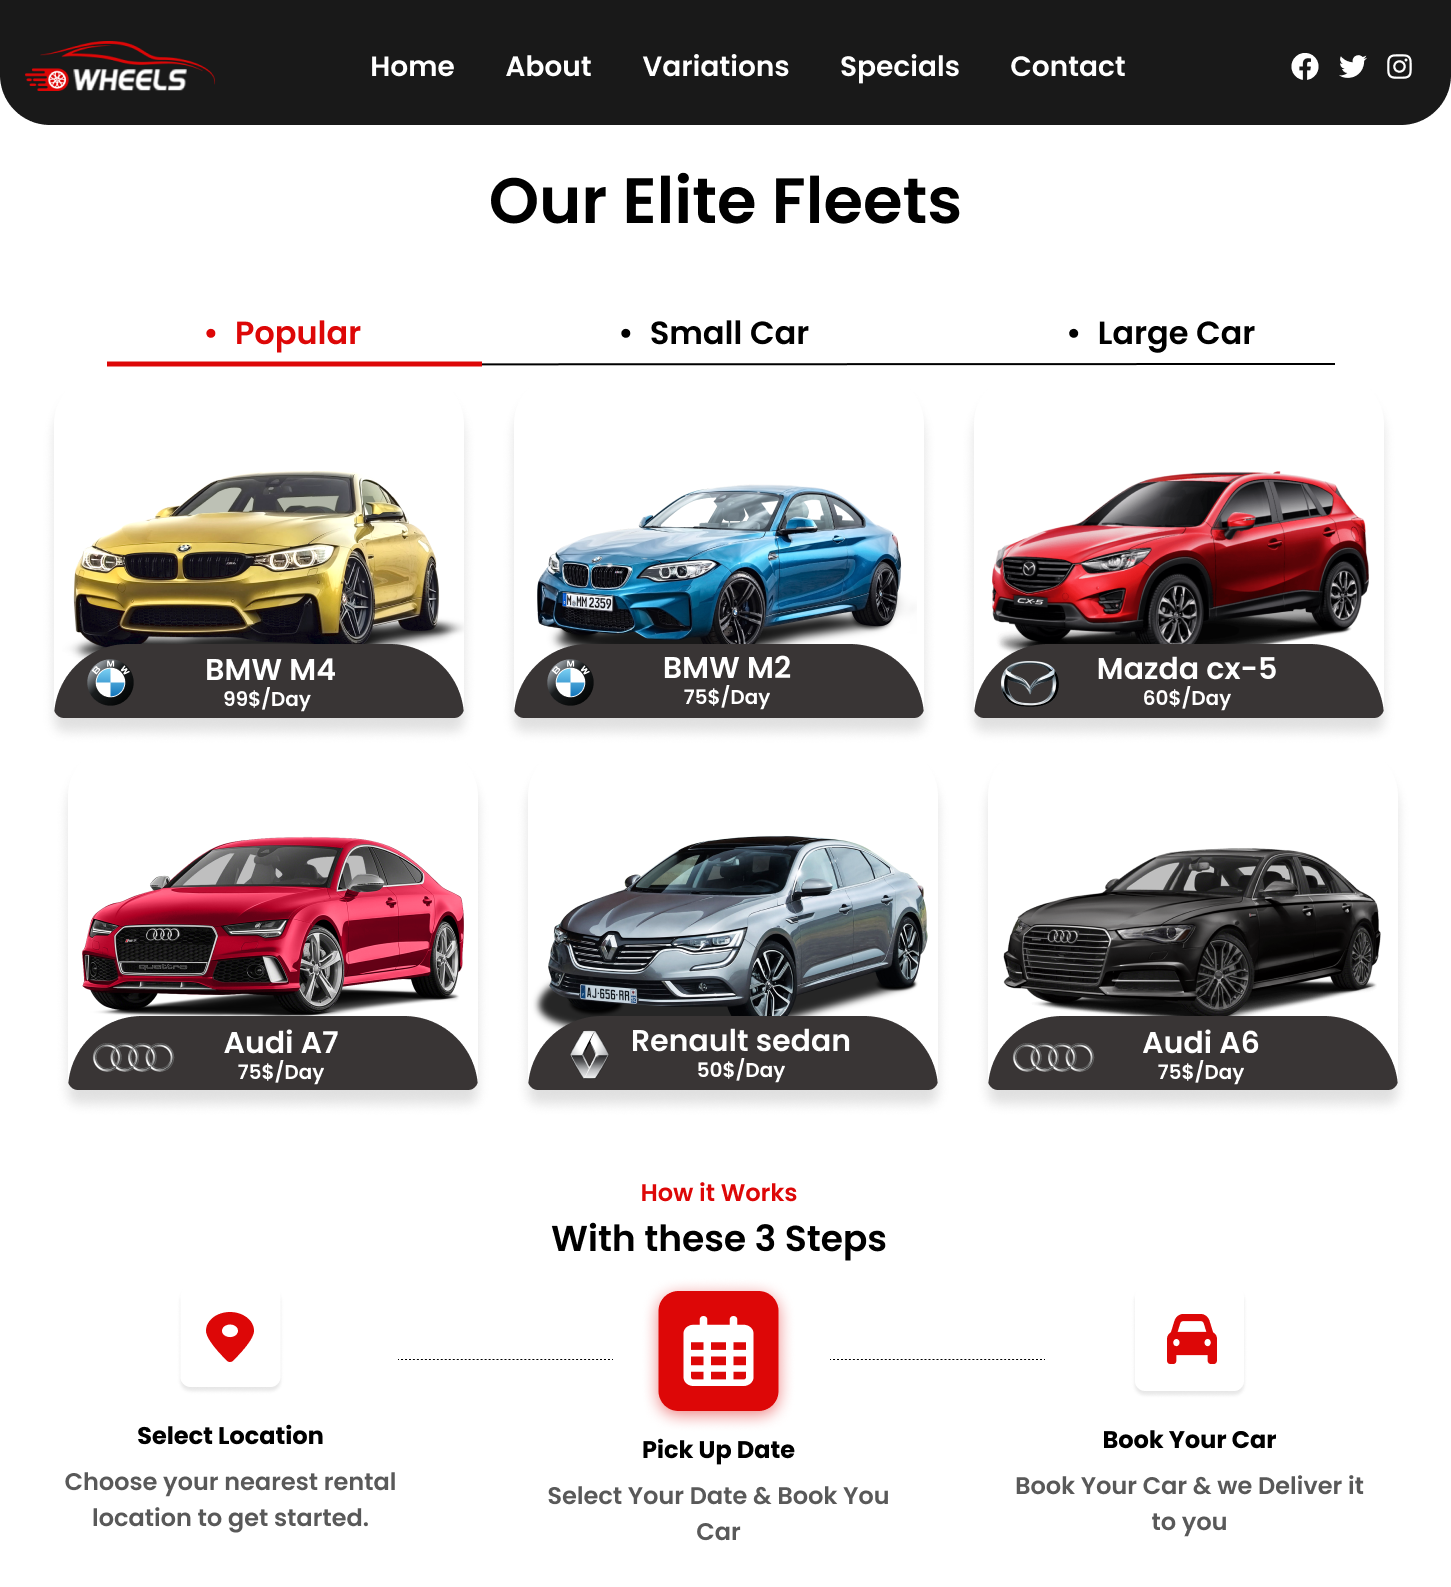 WHEELS
Home About Variations Specials Contact
Our Elite Fleets
• Popular
• Small Car
• Large Car
M•MM 2359
CX-5
BMW
BMW M4
99$/Day
BMW
BMW M2
75$/Day
Mazda cx-5
60$/Day
quattro
AJ-656-RR
Audi A7
75$/Day
Renault sedan
50$/Day
Audi A6
75$/Day
How it Works
With these 3 Steps
Select Location
Choose your nearest rental
location to get started.
Pick Up Date
Select Your Date & Book You
Car
Book Your Car
Book Your Car & we Deliver it
to you